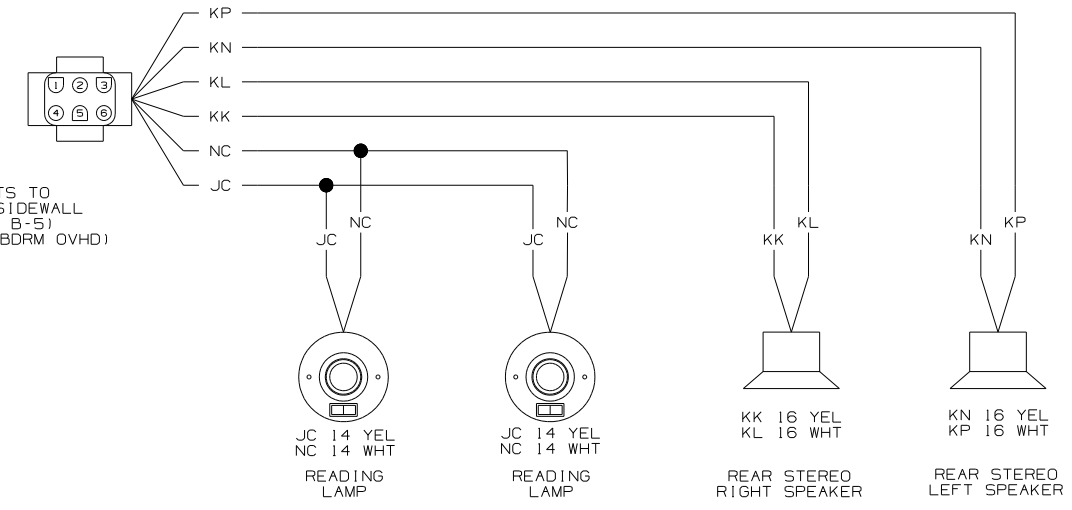 KP
KN
KL
KK
NC
JC
1 2 3
4 5 6
TS TO
SIDEWALL
B-5)
BDRM OVHD)
JC
NC
JC
NC
KK
KL
KN
KP
JC 14 YEL
NC 14 WHT
READING
LAMP
JC 14 YEL
NC 14 WHT
READING
LAMP
KK 16 YEL
KL 16 WHT
REAR STEREO
RIGHT SPEAKER
KN 16 YEL
KP 16 WHT
REAR STEREO
LEFT SPEAKER